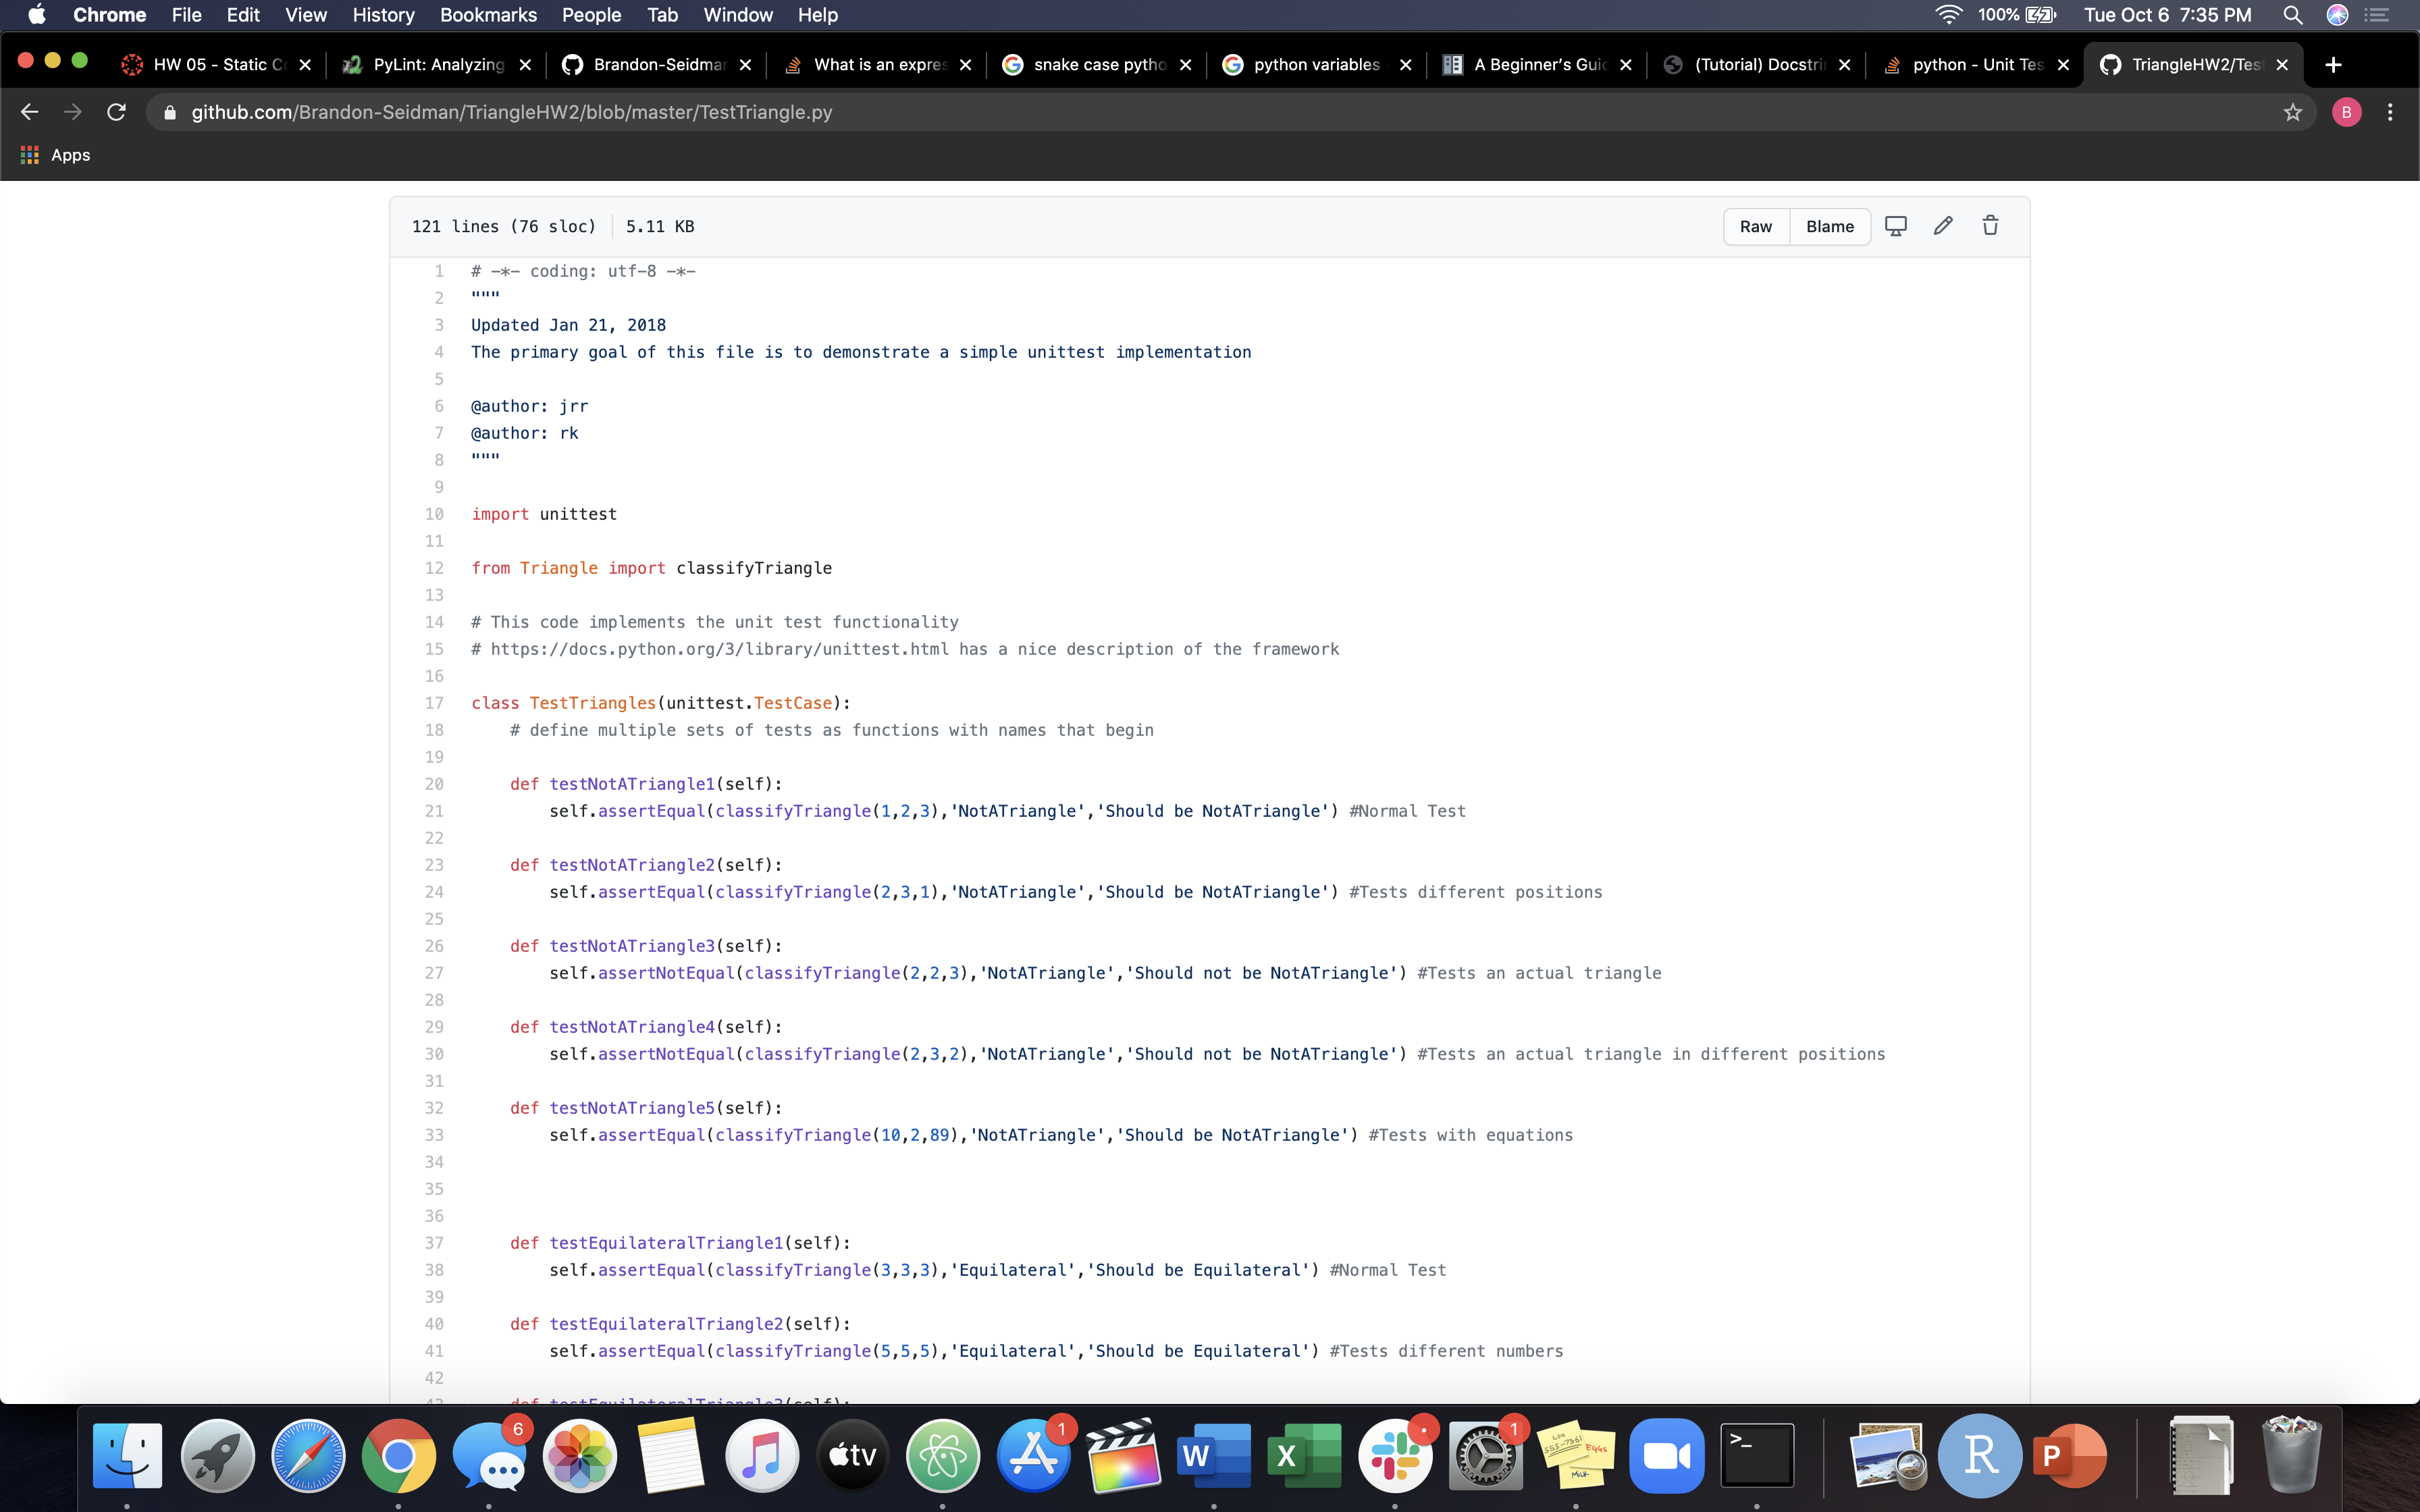 Chrome File Edit View History Bookmarks People Tab Window Help 100% Tue Oct 6 7:35 PM
HW 05 - Static Co PyLint: Analyzing Brandon-Seidman What is an expres snake case pytho python variables A Beginner's Guid (Tutorial) Docstrin python - Unit Tes TriangleHW2/Test
github.com/Brandon-Seidman/TriangleHW2/blob/master/TestTriangle.py B
Apps
121 lines (76 sloc) 5.11 KB Raw Blame
1 # -*- coding: utf-8 -*-
2 """
3 Updated Jan 21, 2018
4 The primary goal of this file is to demonstrate a simple unittest implementation
5
6 @author: jrr
7 @author: rk
8 """
9
10 import unittest
11
12 from Triangle import classifyTriangle
13
14 # This code implements the unit test functionality
15 # https://docs.python.org/3/library/unittest.html has a nice description of the framework
16
17 class TestTriangles(unittest.TestCase):
18 # define multiple sets of tests as functions with names that begin
19
20 def testNotATriangle1(self):
21 self.assertEqual(classifyTriangle(1,2,3),'NotATriangle','Should be NotATriangle') #Normal Test
22
23 def testNotATriangle2(self):
24 self.assertEqual(classifyTriangle(2,3,1),'NotATriangle','Should be NotATriangle') #Tests different positions
25
26 def testNotATriangle3(self):
27 self.assertNotEqual(classifyTriangle(2,2,3),'NotATriangle','Should not be NotATriangle') #Tests an actual triangle
28
29 def testNotATriangle4(self):
30 self.assertNotEqual(classifyTriangle(2,3,2),'NotATriangle','Should not be NotATriangle') #Tests an actual triangle in different positions
31
32 def testNotATriangle5(self):
33 self.assertEqual(classifyTriangle(10,2,89),'NotATriangle','Should be NotATriangle') #Tests with equations
34
35
36
37 def testEquilateralTriangle1(self):
38 self.assertEqual(classifyTriangle(3,3,3),'Equilateral','Should be Equilateral') #Normal Test
39
40 def testEquilateralTriangle2(self):
41 self.assertEqual(classifyTriangle(5,5,5),'Equilateral','Should be Equilateral') #Tests different numbers
42
43 def testEquilateralTriangle3(self):
6 tv 1 W X 1 >_ R P